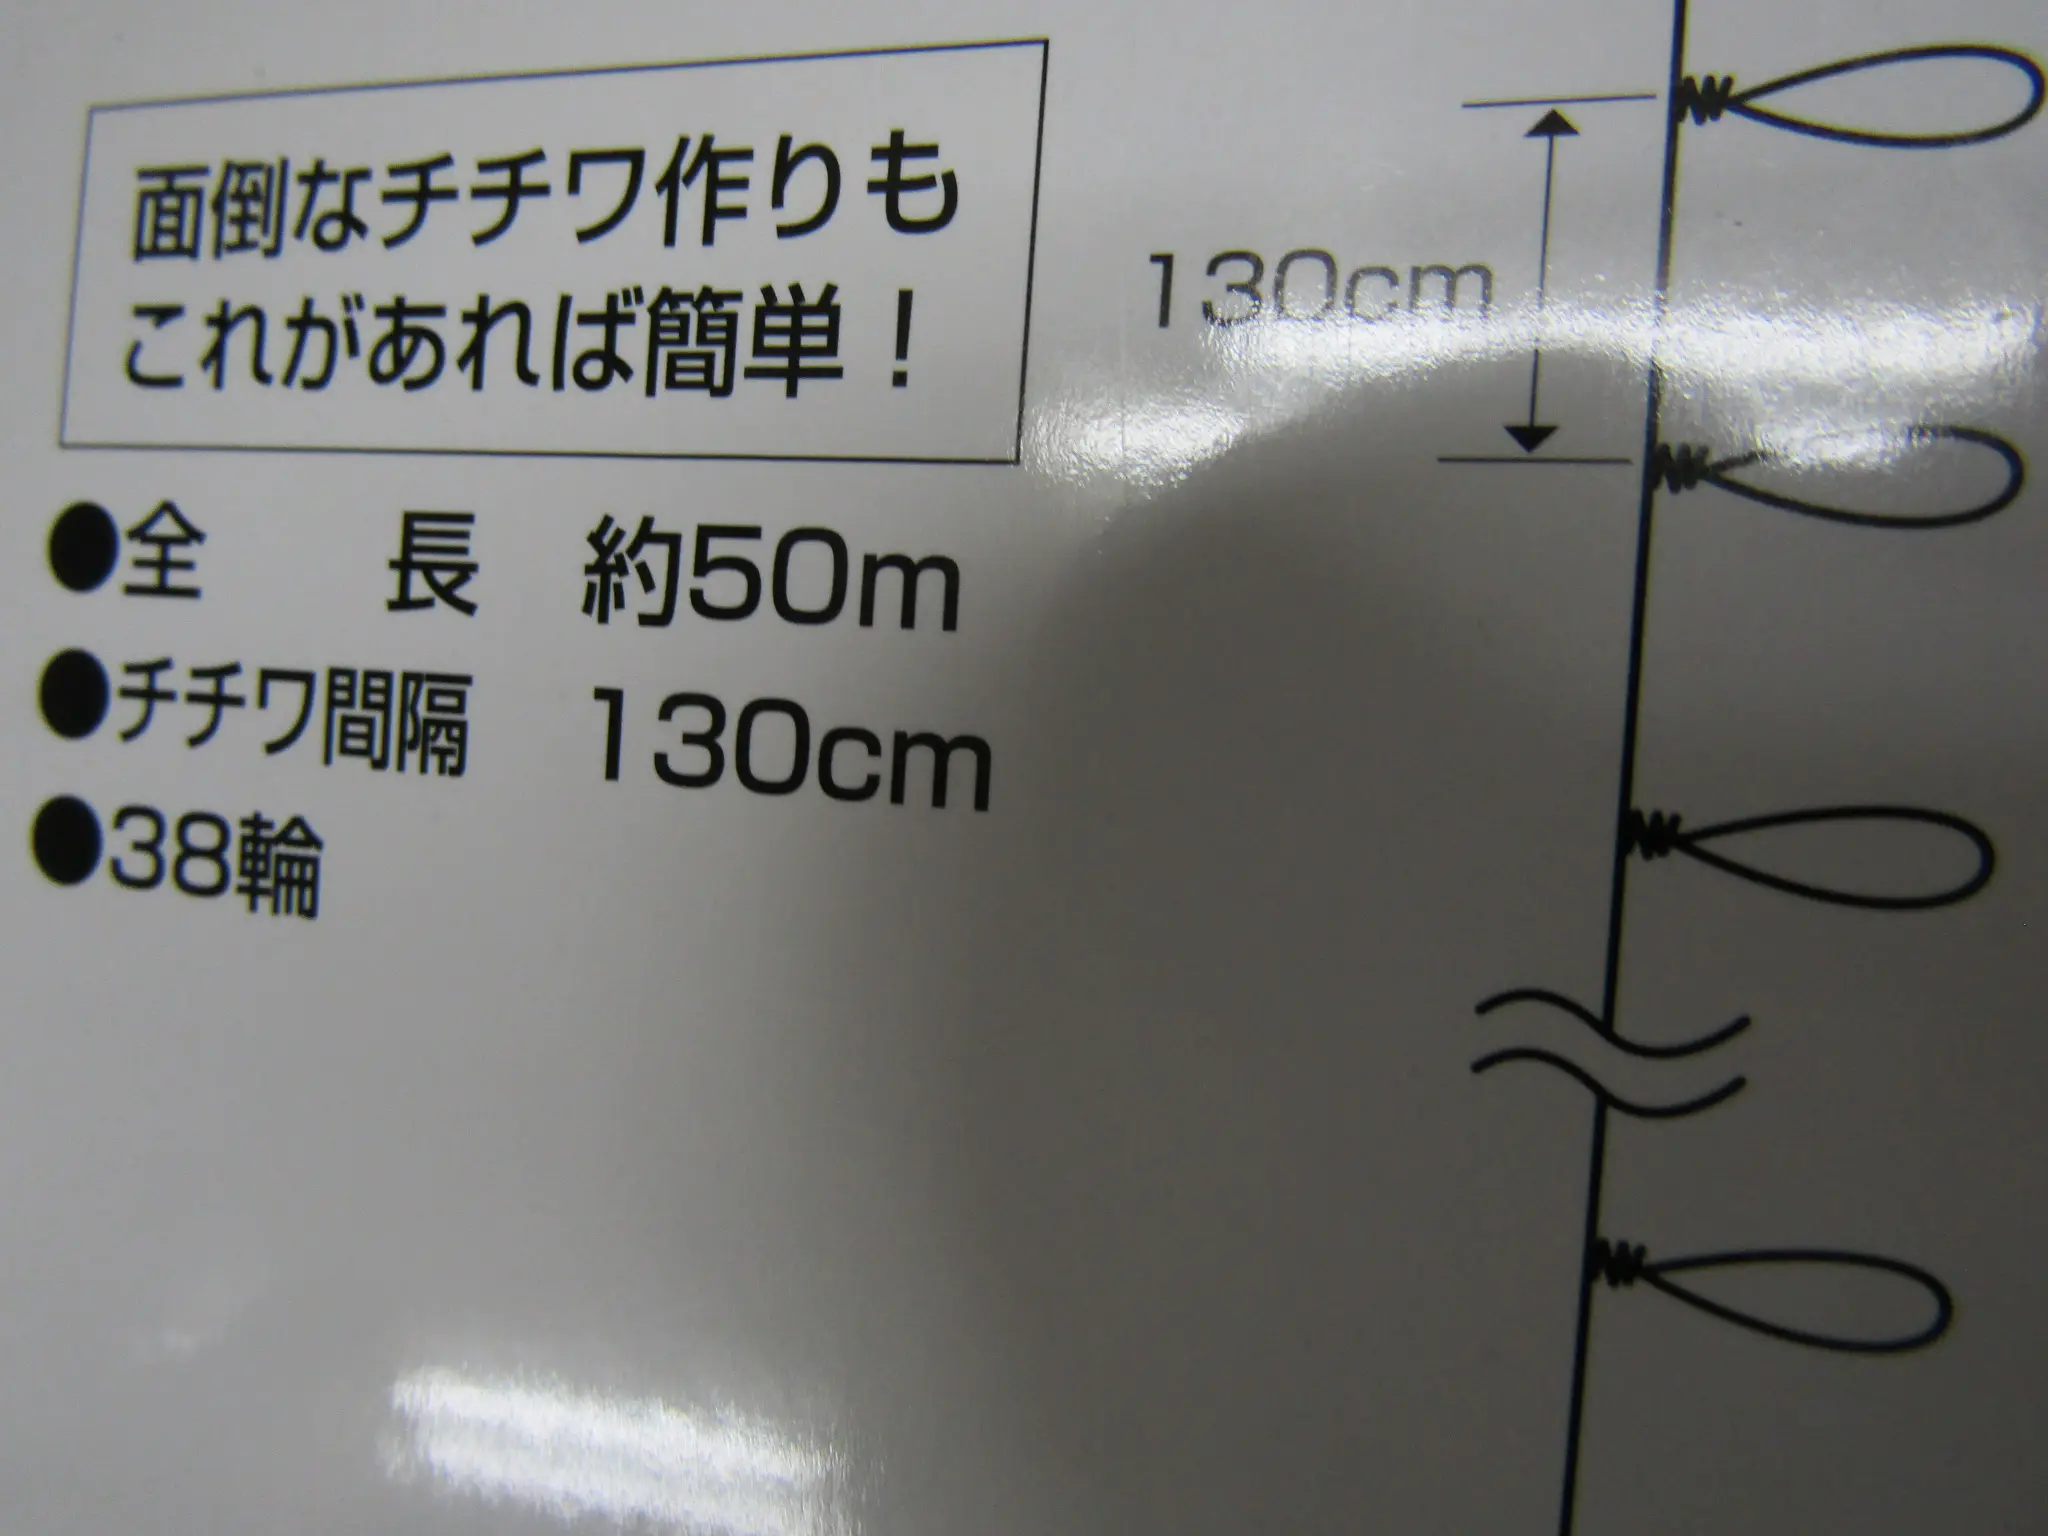 面倒なチチワ作りも
これがあれば簡単！
●全　　長　約50m
●チチワ間隔　130cm
●38輪
130cm